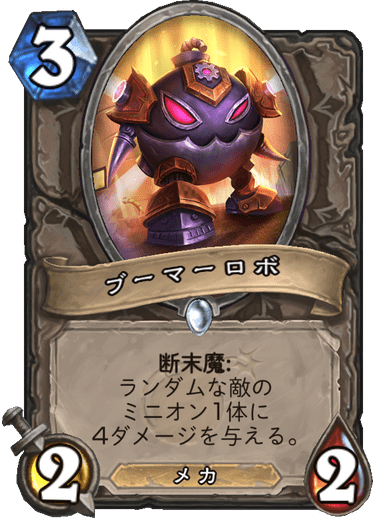 3
ブーマーロボ
断末魔:
ランダムな敵の
ミニオン1体に
4ダメージを与える。
メカ
2
2